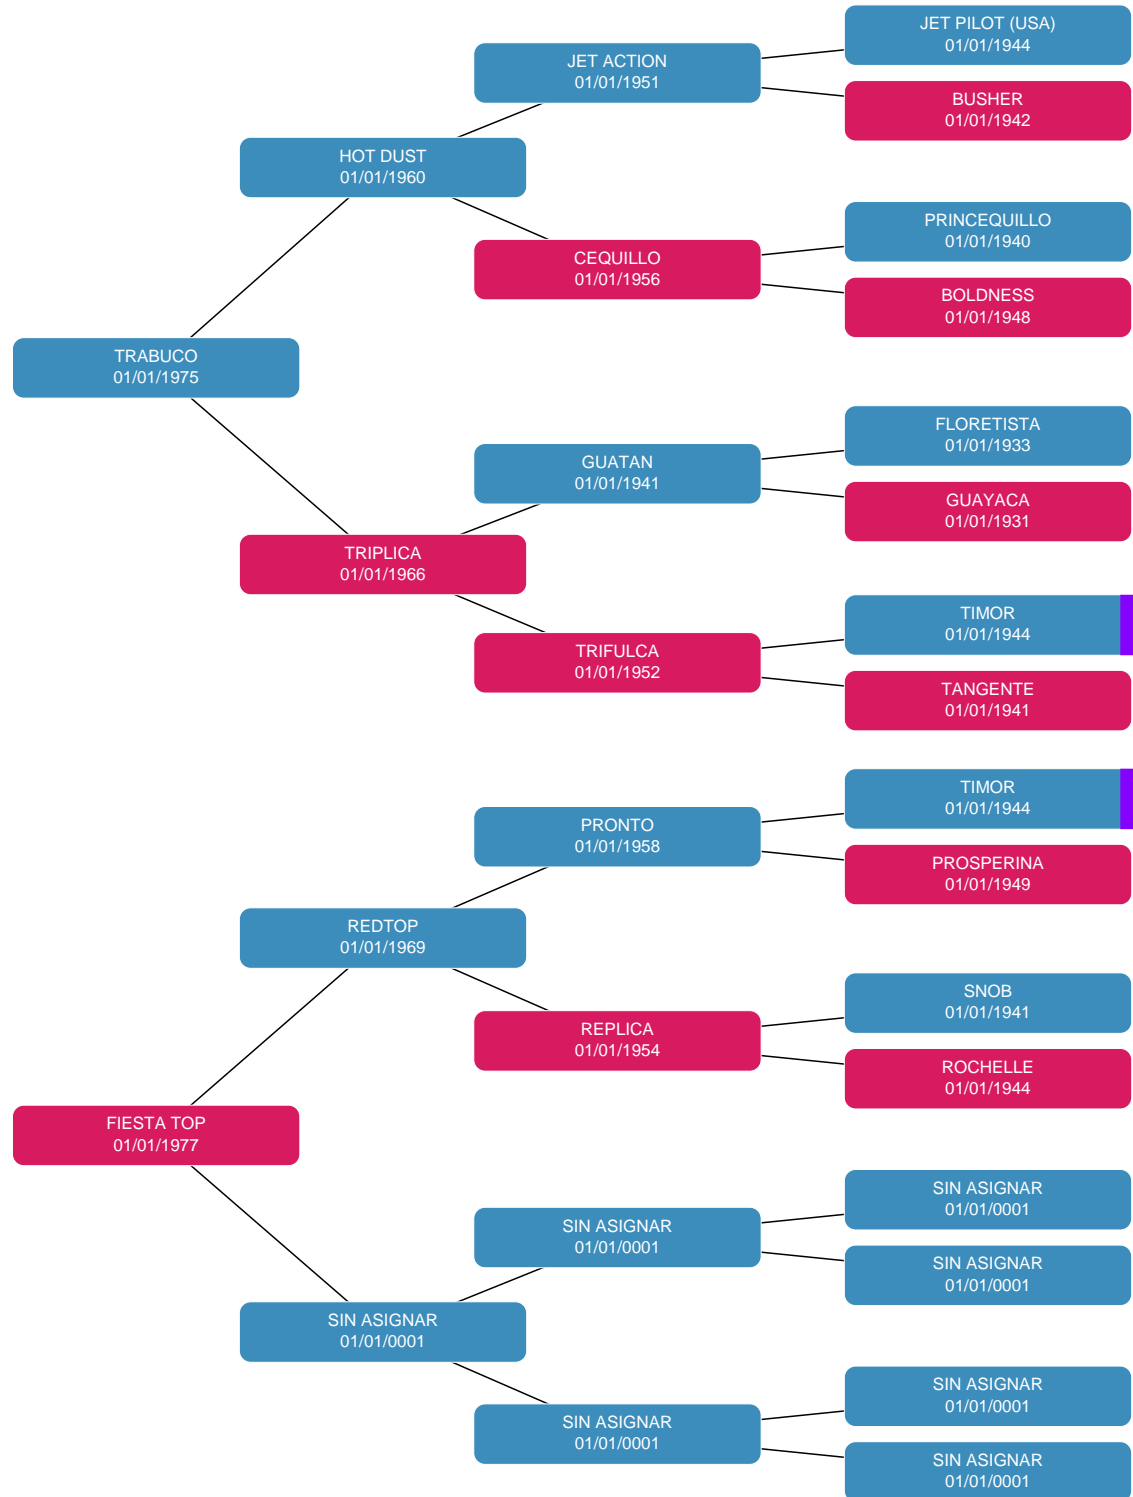 JET PILOT (USA)
01/01/1944
JET ACTION
01/01/1951
BUSHER
01/01/1942
HOT DUST
01/01/1960
PRINCEQUILLO
01/01/1940
CEQUILLO
01/01/1956
BOLDNESS
01/01/1948
TRABUCO
01/01/1975
FLORETISTA
01/01/1933
GUATAN
01/01/1941
GUAYACA
01/01/1931
TRIPLICA
01/01/1966
TIMOR
01/01/1944
TRIFULCA
01/01/1952
TANGENTE
01/01/1941
TIMOR
01/01/1944
PRONTO
01/01/1958
PROSPERINA
01/01/1949
REDTOP
01/01/1969
SNOB
01/01/1941
REPLICA
01/01/1954
ROCHELLE
01/01/1944
FIESTA TOP
01/01/1977
SIN ASIGNAR
01/01/0001
SIN ASIGNAR
01/01/0001
SIN ASIGNAR
01/01/0001
SIN ASIGNAR
01/01/0001
SIN ASIGNAR
01/01/0001
SIN ASIGNAR
01/01/0001
SIN ASIGNAR
01/01/0001